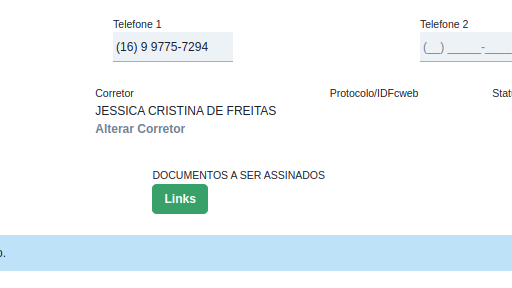 Telefone 1 Telefone 2
(16) 9 9775-7294 (__) _____-____
Corretor Protocolo/IDFcweb
JESSICA CRISTINA DE FREITAS
Alterar Corretor
DOCUMENTOS A SER ASSINADOS
Links